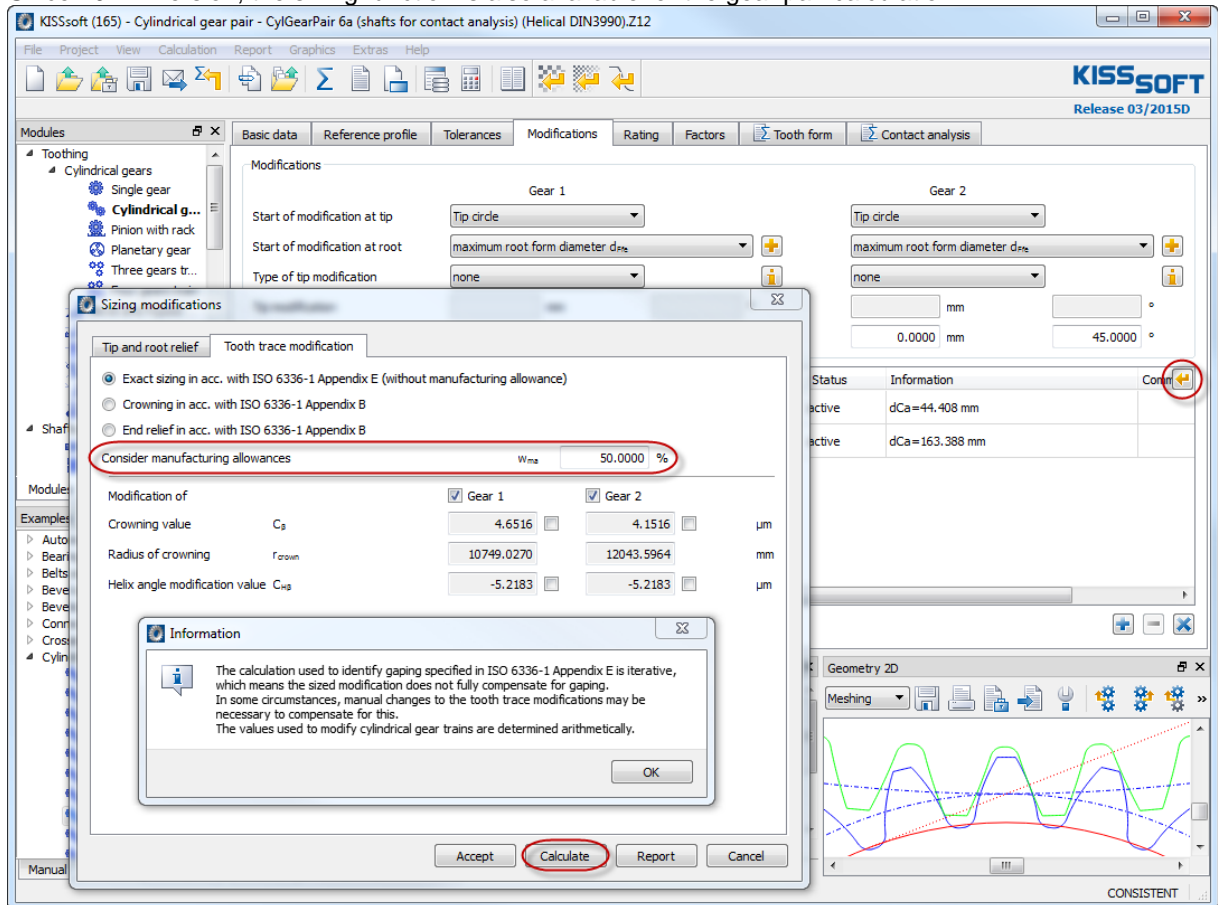 KISSsoft (165) - Cylindrical gear pair - CylGearPair 6a (shafts for contact analysis) (Helical DIN3990).Z12
File Project View Calculation Report Graphics Extras Help
KISSSOFT
Release 03/2015D
Modules
Basic data Reference profile Tolerances Modifications Rating Factors Tooth form Contact analysis
Toothing
Cylindrical gears
Single gear
Cylindrical g...
Pinion with rack
Planetary gear
Three gears tr...
Modifications
Gear 1 Gear 2
Start of modification at tip Tip circle Tip circle
Start of modification at root maximum root form diameter dFfe maximum root form diameter dFfe
Type of tip modification none none
mm °
0.0000 mm 45.0000 °
Status Information
active dCa=44.408 mm
active dCa=163.388 mm
Sizing modifications
Tip and root relief Tooth trace modification
Exact sizing in acc. with ISO 6336-1 Appendix E (without manufacturing allowance)
Crowning in acc. with ISO 6336-1 Appendix B
End relief in acc. with ISO 6336-1 Appendix B
Consider manufacturing allowances wma 50.0000 %
Modification of Gear 1 Gear 2
Crowning value Cβ 4.6516 4.1516 μm
Radius of crowning rcrown 10749.0270 12043.5964 mm
Helix angle modification value CHβ -5.2183 -5.2183 μm
Information
The calculation used to identify gaping specified in ISO 6336-1 Appendix E is iterative,
which means the sized modification does not fully compensate for gaping.
In some circumstances, manual changes to the tooth trace modifications may be
necessary to compensate for this.
The values used to modify cylindrical gear trains are determined arithmetically.
OK
Accept Calculate Report Cancel
Shaf
Modules
Examples
Auto
Beari
Belts
Beve
Beve
Conn
Cross
Cylin
Manual
Geometry 2D
Meshing
CONSISTENT